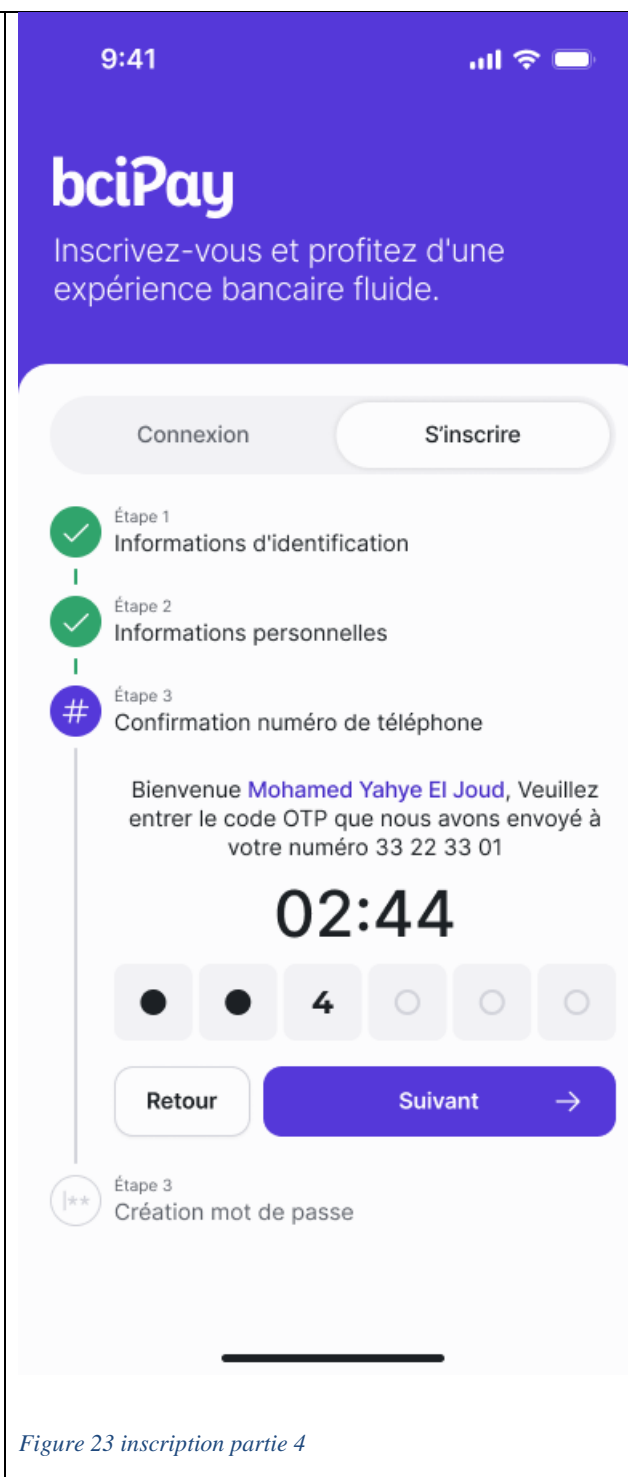 9:41
bciPay
Inscrivez-vous et profitez d'une
expérience bancaire fluide.
Connexion
S'inscrire
Étape 1
Informations d'identification
Étape 2
Informations personnelles
#
Étape 3
Confirmation numéro de téléphone
Bienvenue Mohamed Yahye El Joud, Veuillez
entrer le code OTP que nous avons envoyé à
votre numéro 33 22 33 01
02:44
4
Retour
Suivant
|**
Étape 3
Création mot de passe
Figure 23 inscription partie 4